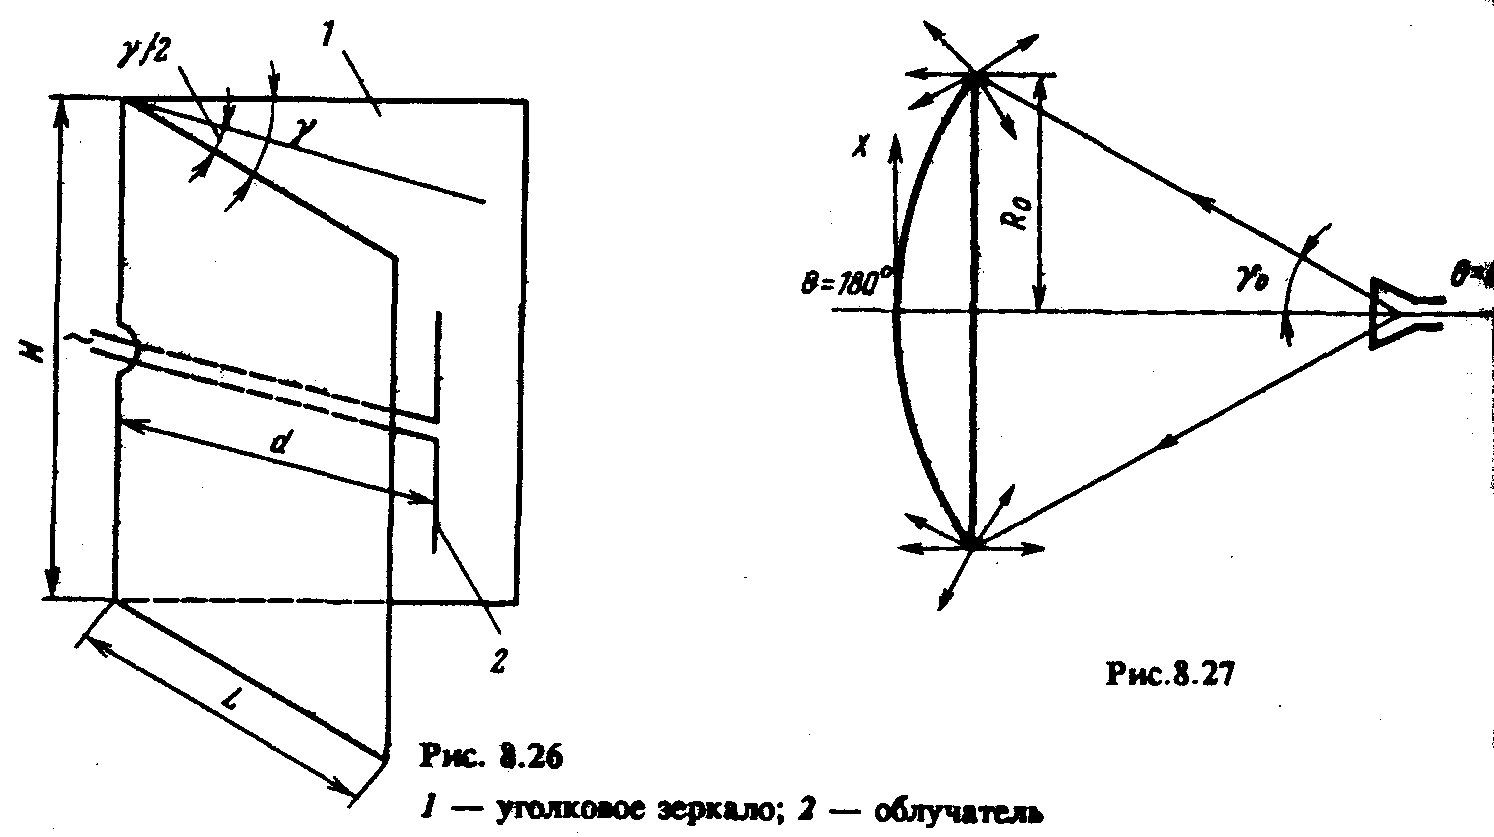 γ/2
1
γ
H
~
d
L
2
Рис. 8.26
1 — уголковое зеркало; 2 — облучатель
X
R₀
θ=180°
γ₀
θ=
Рис.8.27